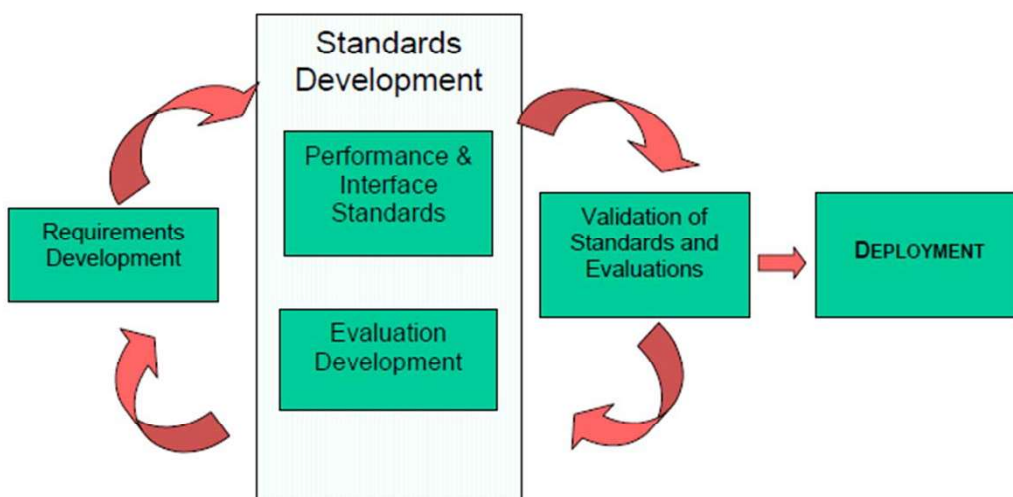 Standards
Development
Performance &
Interface
Standards
Evaluation
Development
Requirements
Development
Validation of
Standards and
Evaluations
DEPLOYMENT